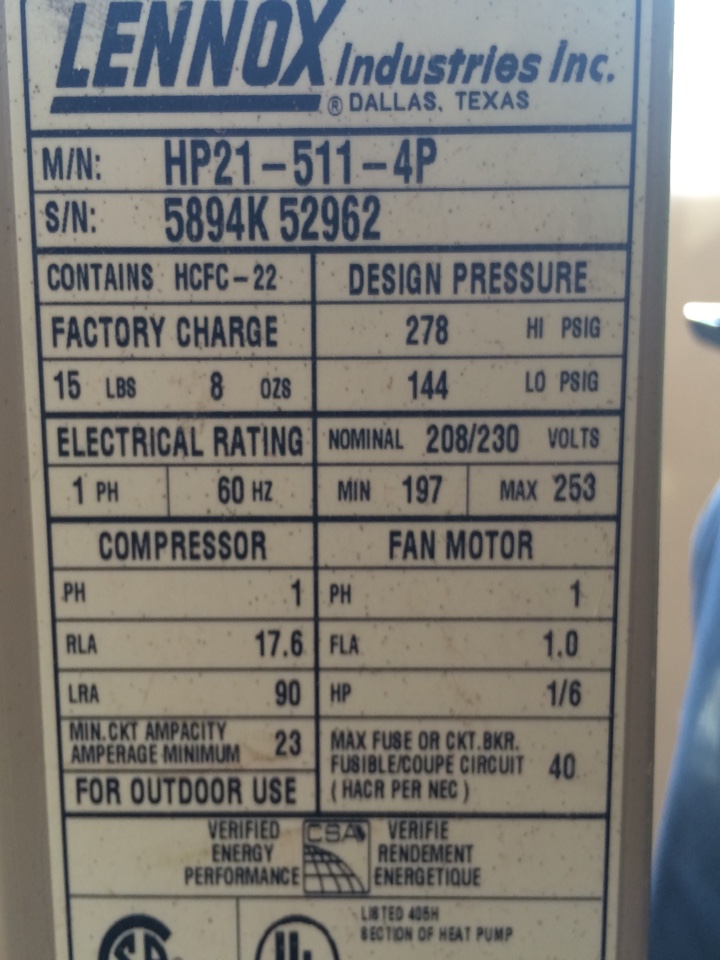 LENNOX Industries Inc.
® DALLAS, TEXAS
M/N: HP21-511-4P
S/N: 5894K 52962
CONTAINS HCFC-22
DESIGN PRESSURE
FACTORY CHARGE
278 HI PSIG
15 LBS 8 OZS
144 LO PSIG
ELECTRICAL RATING
NOMINAL 208/230 VOLTS
1 PH 60 HZ
MIN 197 MAX 253
COMPRESSOR
FAN MOTOR
PH 1
PH 1
RLA 17.6
FLA 1.0
LRA 90
HP 1/6
MIN.CKT AMPACITY
AMPERAGE MINIMUM 23
MAX FUSE OR CKT.BKR.
FUSIBLE/COUPE CIRCUIT 40
(HACR PER NEC)
FOR OUTDOOR USE
VERIFIED
ENERGY
PERFORMANCE
CSA
VERIFIE
RENDEMENT
ENERGETIQUE
SA
UL
LISTED 405H
SECTION OF HEAT PUMP